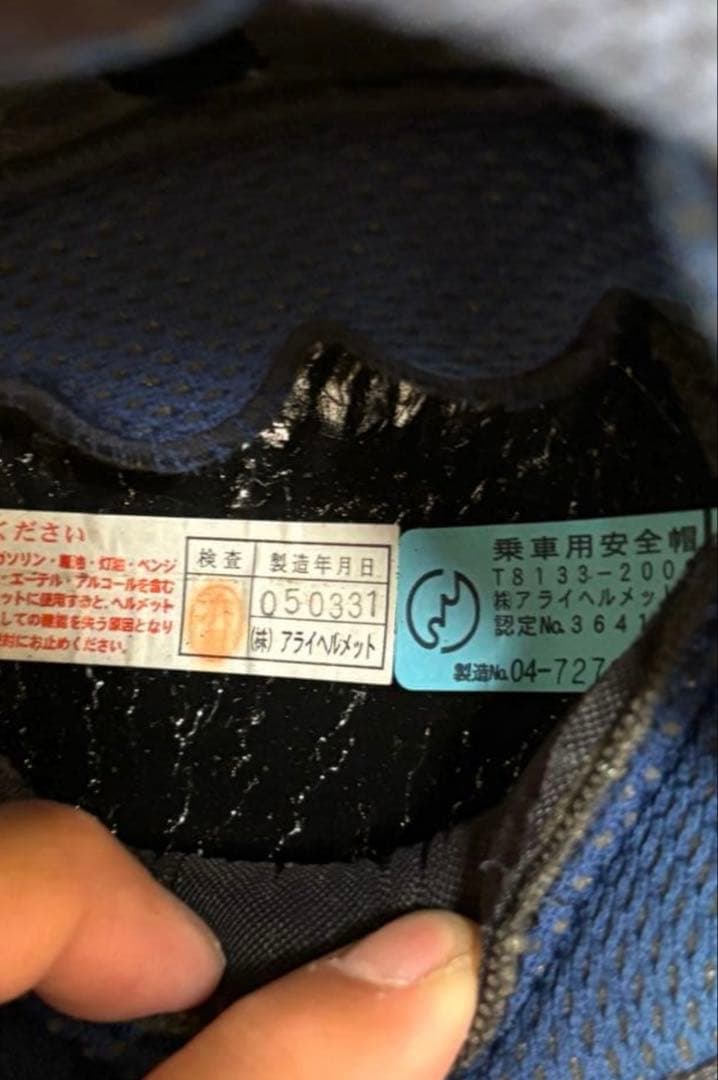 ください
ガソリン・軽油・灯油・ベンジ
・エーテル・アルコールを含む
ットに使用すると、ヘルメット
しての機能を失う原因となり
対にお止めください。
検査
製造年月日
050331
(株) アライヘルメット
乗車用安全帽
T8133-200
㈱アライヘルメッ
認定No.3641
製造No.04-727